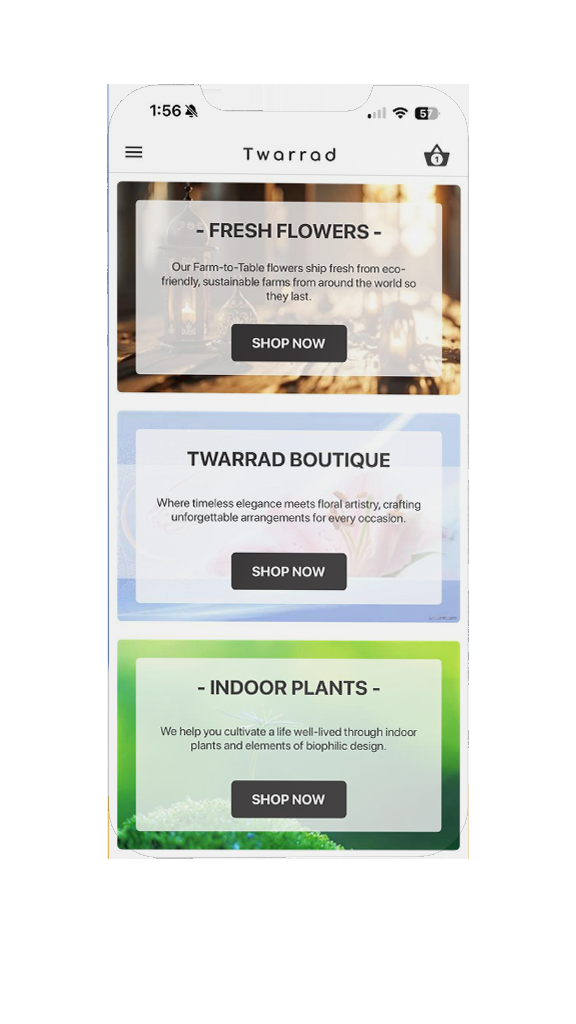 1:56
57
Twarrad
1
- FRESH FLOWERS -
Our Farm-to-Table flowers ship fresh from eco-
friendly, sustainable farms from around the world so
they last.
SHOP NOW
TWARRAD BOUTIQUE
Where timeless elegance meets floral artistry, crafting
unforgettable arrangements for every occasion.
SHOP NOW
- INDOOR PLANTS -
We help you cultivate a life well-lived through indoor
plants and elements of biophilic design.
SHOP NOW